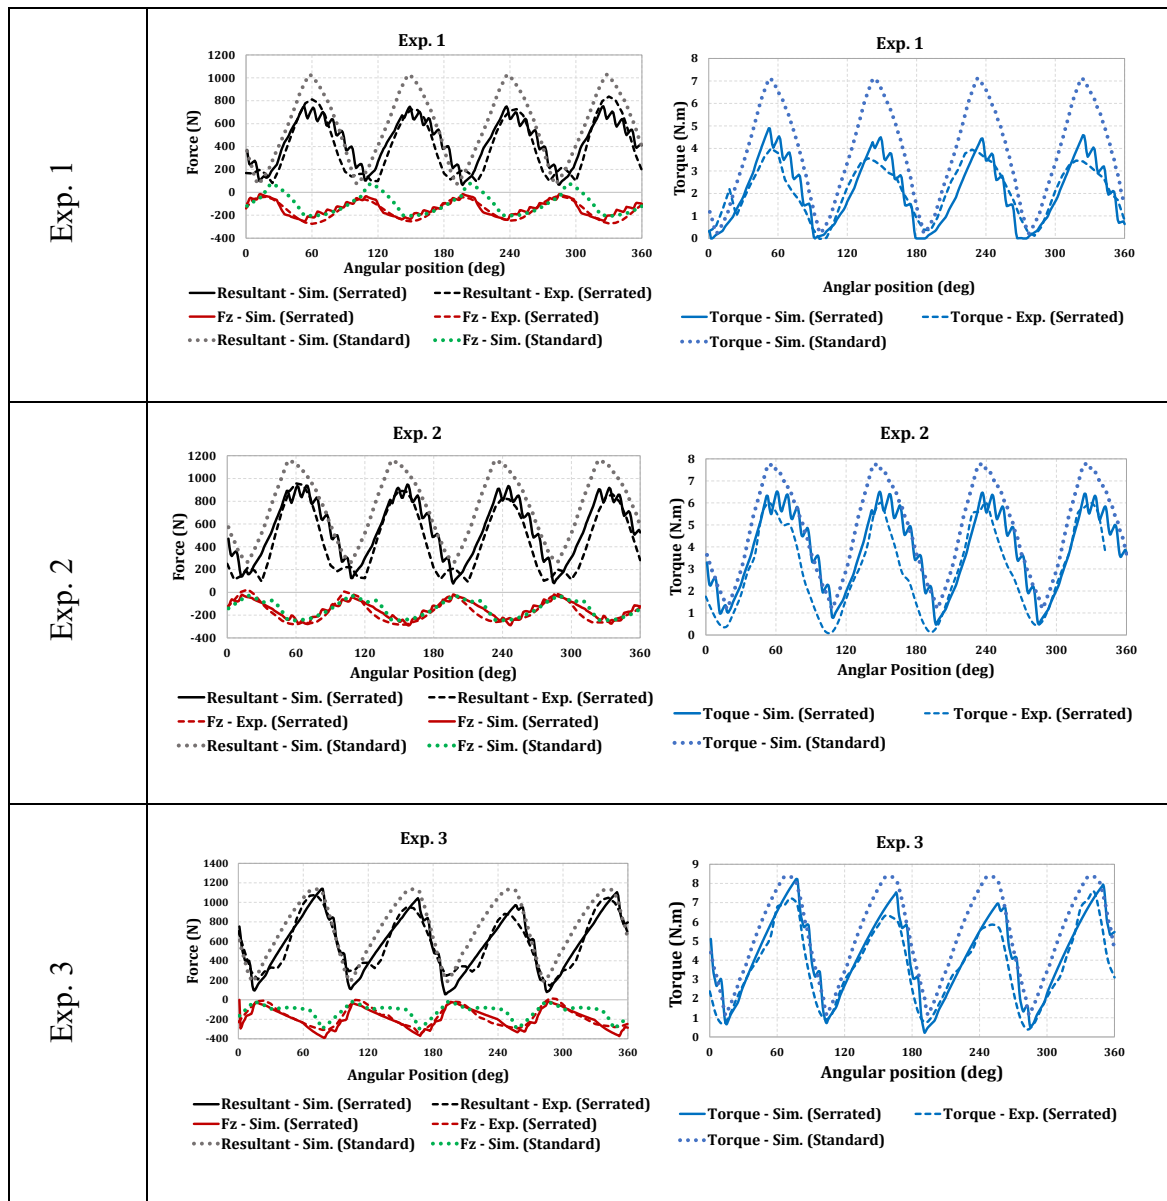 Exp. 1
Exp. 1
1200
1000
800
600
400
200
0
-200
-400
Force (N)
0 60 120 180 240 300 360
Angular position (deg)
Resultant - Sim. (Serrated) Resultant - Exp. (Serrated)
Fz - Sim. (Serrated) Fz - Exp. (Serrated)
Resultant - Sim. (Standard) Fz - Sim. (Standard)
Exp. 1
8
7
6
5
4
3
2
1
0
Torque (N.m)
0 60 120 180 240 300 360
Anglar position (deg)
Torque - Sim. (Serrated) Torque - Exp. (Serrated)
Torque - Sim. (Standard)
Exp. 2
Exp. 2
1200
1000
800
600
400
200
0
-200
-400
Force (N)
0 60 120 180 240 300 360
Angular Position (deg)
Resultant - Sim. (Serrated) Resultant - Exp. (Serrated)
Fz - Exp. (Serrated) Fz - Sim. (Serrated)
Resultant - Sim. (Standard) Fz - Sim. (Standard)
Exp. 2
8
7
6
5
4
3
2
1
0
Torque (N.m)
0 60 120 180 240 300 360
Anglar Position (deg)
Toque - Sim. (Serrated) Torque - Exp. (Serrated)
Torque - Sim. (Standard)
Exp. 3
Exp. 3
1400
1200
1000
800
600
400
200
0
-200
-400
Force (N)
0 60 120 180 240 300 360
Angular Position (deg)
Resultant - Sim. (Serrated) Resultant - Exp. (Serrated)
Fz - Sim. (Serrated) Fz - Exp. (Serrated)
Resultant - Sim. (Standard) Fz - Sim. (Standard)
Exp. 3
9
8
7
6
5
4
3
2
1
0
Torque (N.m)
0 60 120 180 240 300 360
Angular position (deg)
Torque - Sim. (Serrated) Torque - Exp. (Serrated)
Torque - Sim. (Standard)